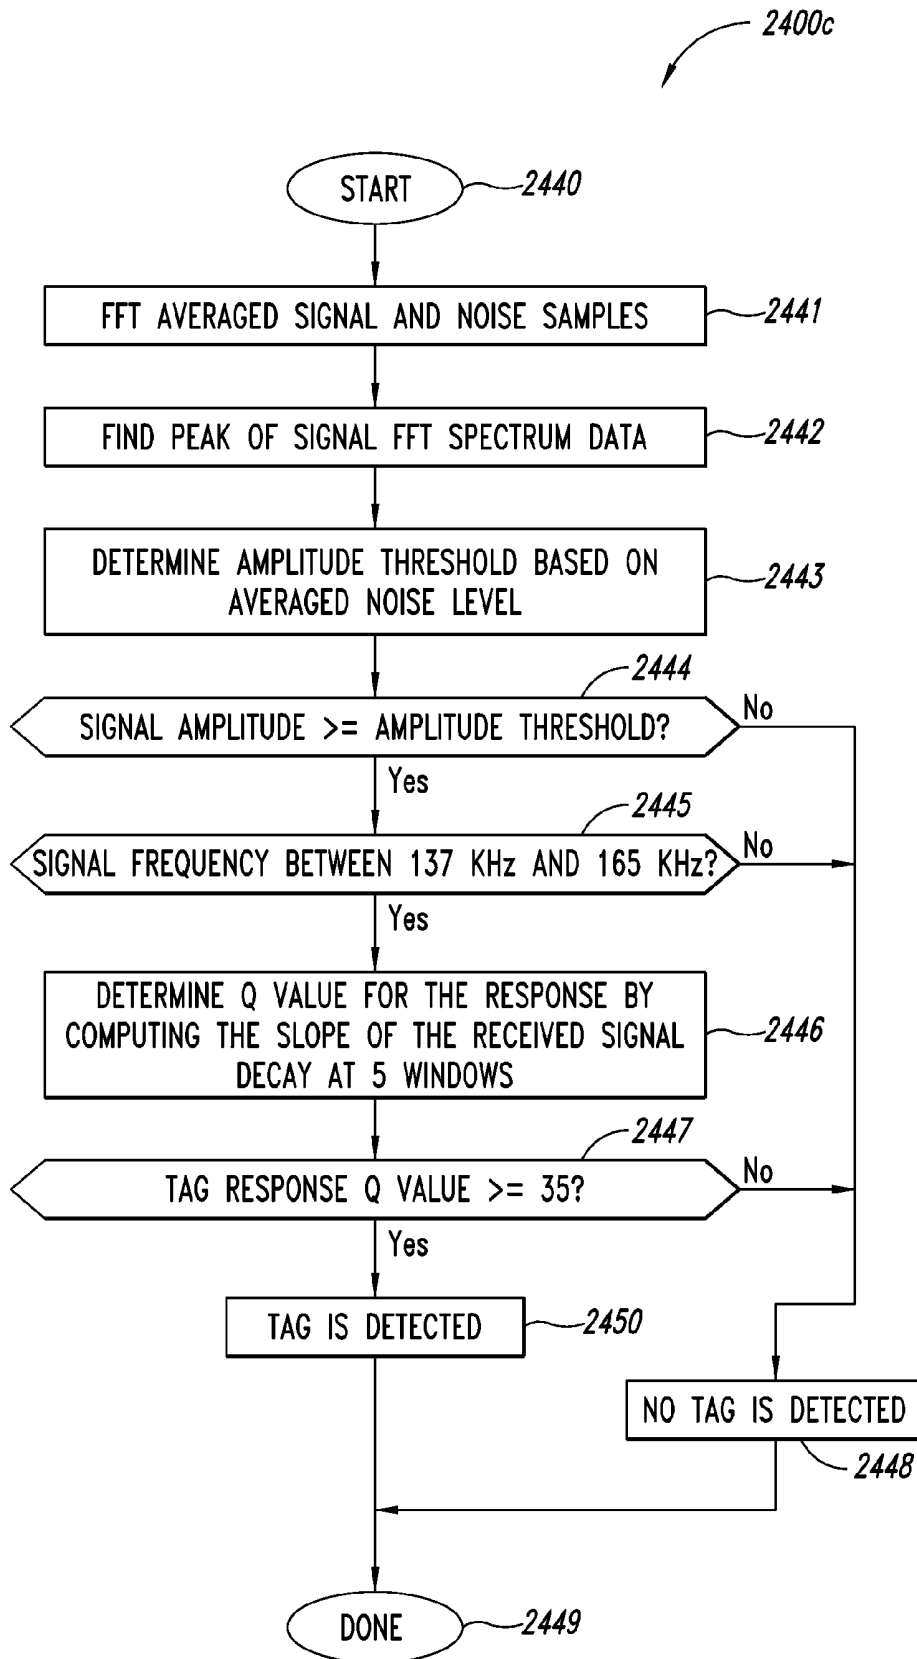 2400c
START
2440
FFT AVERAGED SIGNAL AND NOISE SAMPLES
2441
FIND PEAK OF SIGNAL FFT SPECTRUM DATA
2442
DETERMINE AMPLITUDE THRESHOLD BASED ON
AVERAGED NOISE LEVEL
2443
2444
SIGNAL AMPLITUDE >= AMPLITUDE THRESHOLD?
No
Yes
2445
SIGNAL FREQUENCY BETWEEN 137 KHz AND 165 KHz?
No
Yes
DETERMINE Q VALUE FOR THE RESPONSE BY
COMPUTING THE SLOPE OF THE RECEIVED SIGNAL
DECAY AT 5 WINDOWS
2446
2447
TAG RESPONSE Q VALUE >= 35?
No
Yes
TAG IS DETECTED
2450
NO TAG IS DETECTED
2448
DONE
2449